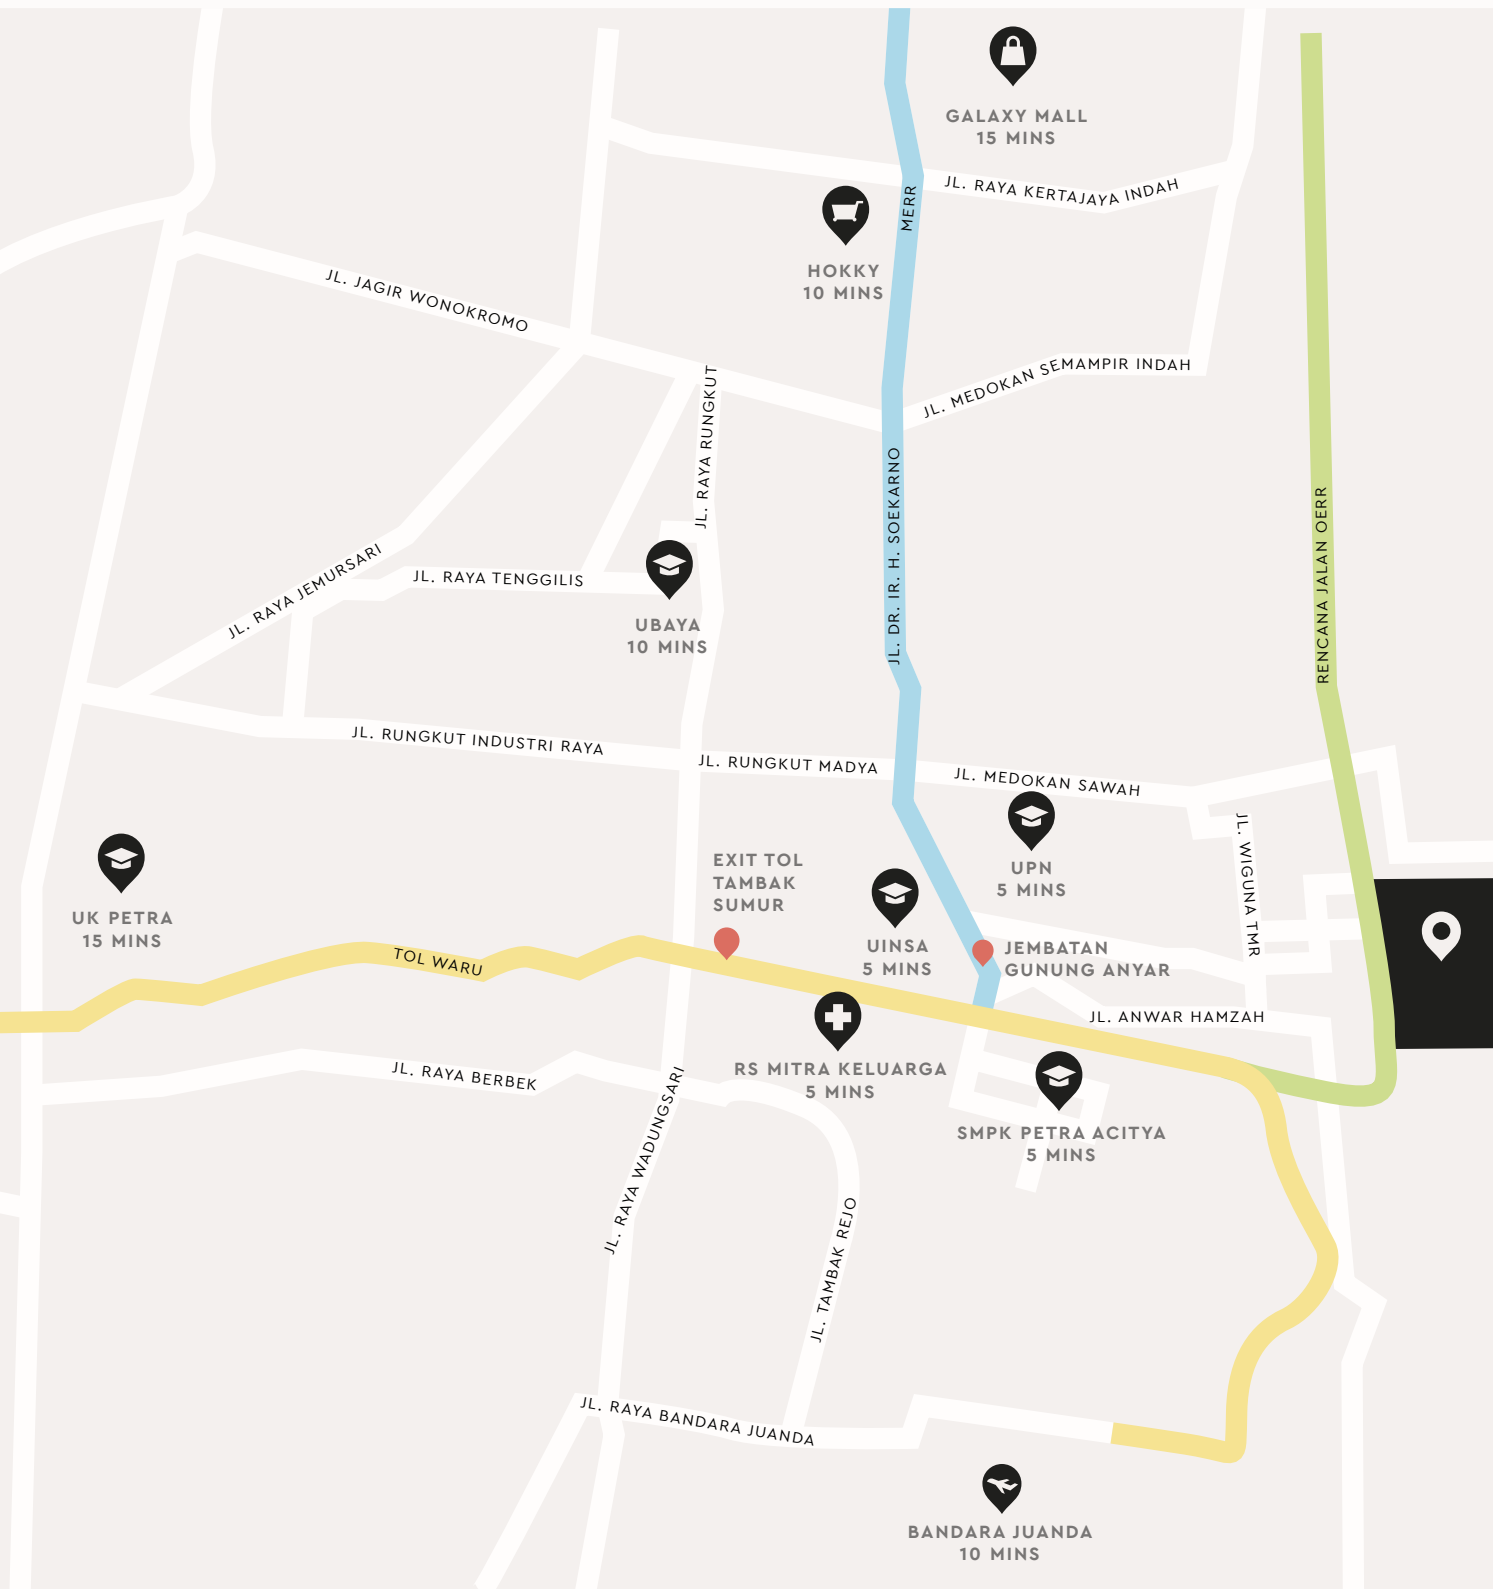 GALAXY MALL
15 MINS
JL. RAYA KERTAJAYA INDAH
MERR
HOKKY
10 MINS
JL. JAGIR WONOKROMO
JL. RAYA RUNGKUT
JL. MEDOKAN SEMAMPIR INDAH
JL. DR. IR. H. SOEKARNO
RENCANA JALAN OERR
JL. RAYA JEMURSARI
JL. RAYA TENGGILIS
UBAYA
10 MINS
JL. RUNGKUT INDUSTRI RAYA
JL. RUNGKUT MADYA
JL. MEDOKAN SAWAH
JL. WIGUNA TMR
UPN
5 MINS
EXIT TOL
TAMBAK
SUMUR
UK PETRA
15 MINS
TOL WARU
UINSA
5 MINS
JEMBATAN
GUNUNG ANYAR
JL. ANWAR HAMZAH
JL. RAYA BERBEK
RS MITRA KELUARGA
5 MINS
JL. RAYA WADUNGSARI
SMPK PETRA ACITYA
5 MINS
JL. TAMBAK REJO
JL. RAYA BANDARA JUANDA
BANDARA JUANDA
10 MINS